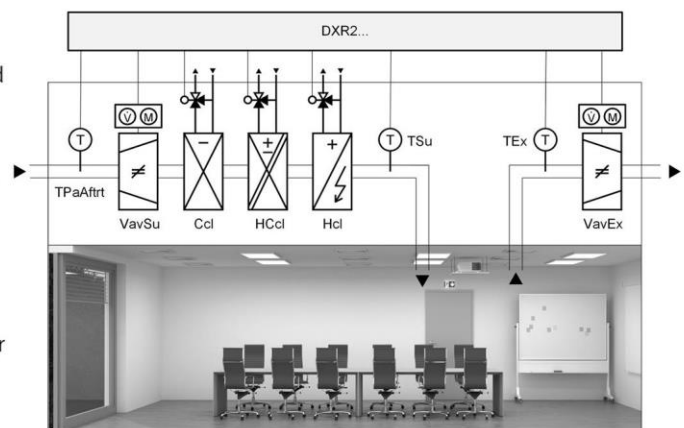 DXR2...
d
V M
V M
T
TSu
TEx
T
T
TPaAftrt
VavSu
Ccl
HCcl
Hcl
VavEx
r